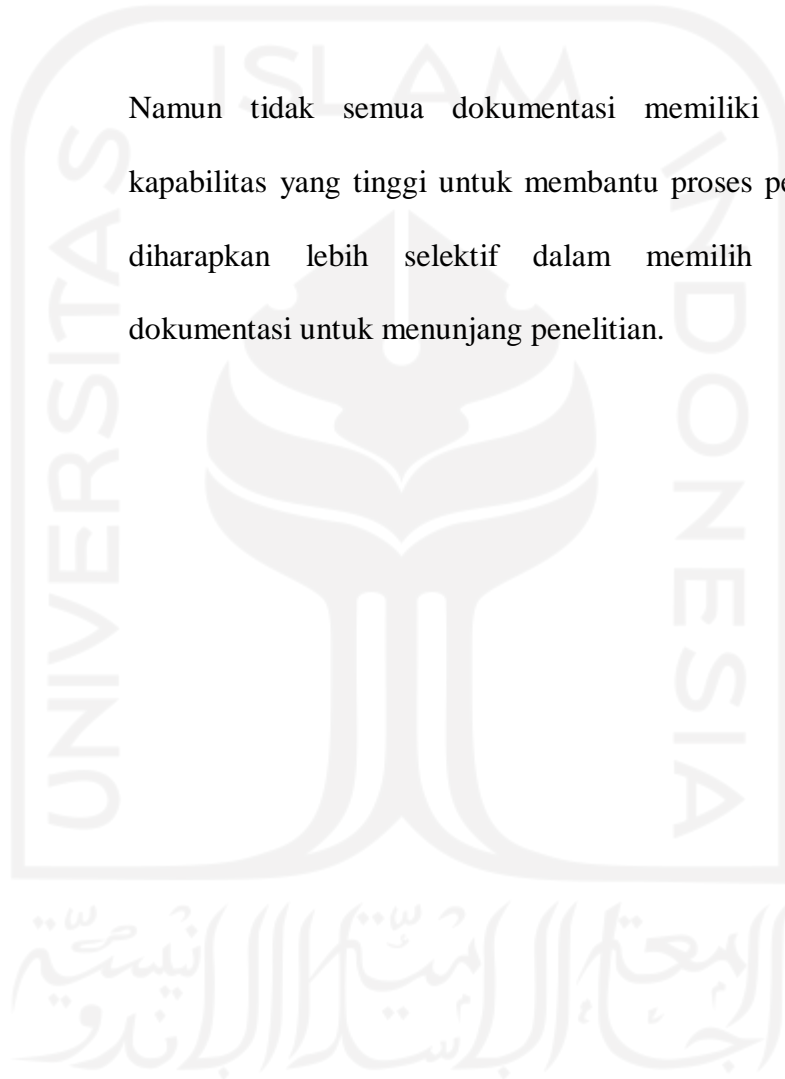 ISLAM
UNIVERSITAS
INDONESIA
Namun tidak semua dokumentasi memiliki
kapabilitas yang tinggi untuk membantu proses pe
diharapkan lebih selektif dalam memilih
dokumentasi untuk menunjang penelitian.